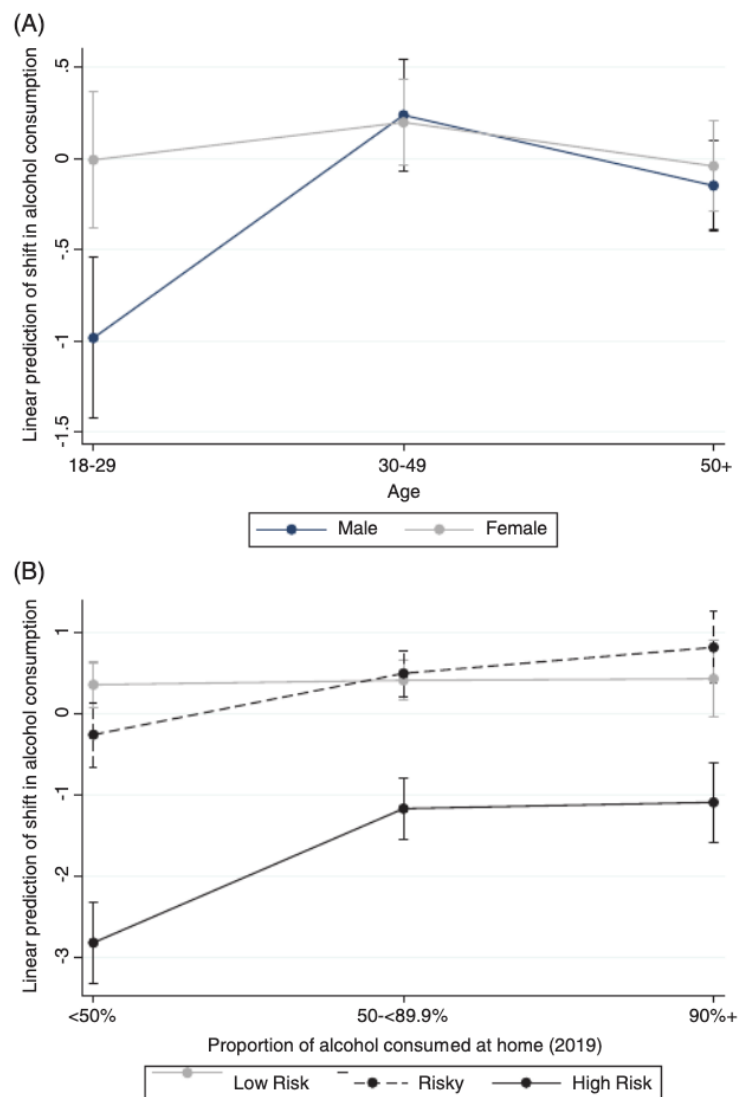 (A)
Linear prediction of shift in alcohol consumption
.5
0
-.5
-1
-1.5
18-29
30-49
50+
Age
Male
Female
(B)
Linear prediction of shift in alcohol consumption
1
0
-1
-2
-3
<50%
50-<89.9%
90%+
Proportion of alcohol consumed at home (2019)
Low Risk
Risky
High Risk